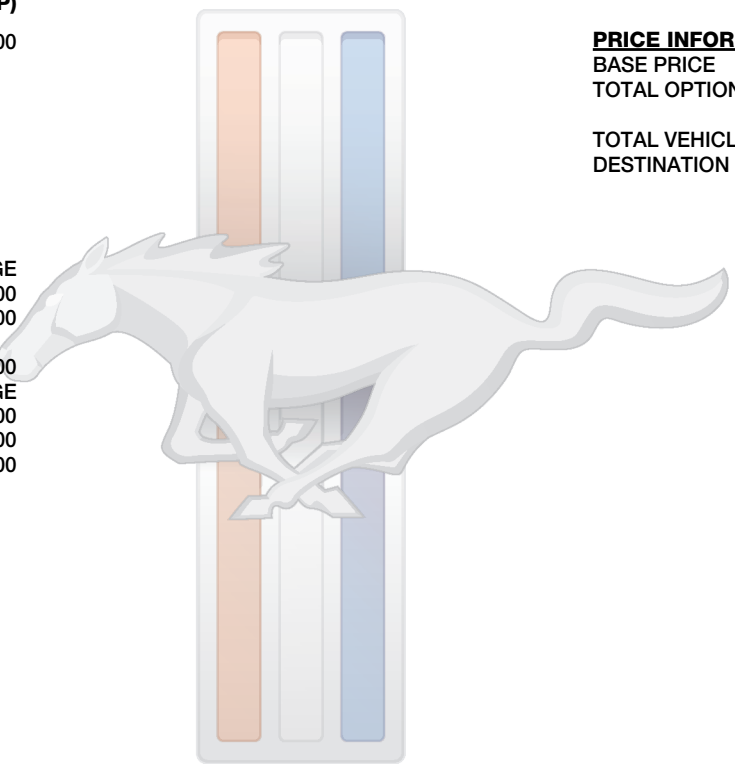 P)
00
GE
00
00
00
GE
00
00
00
PRICE INFOR
BASE PRICE
TOTAL OPTION
TOTAL VEHICL
DESTINATION